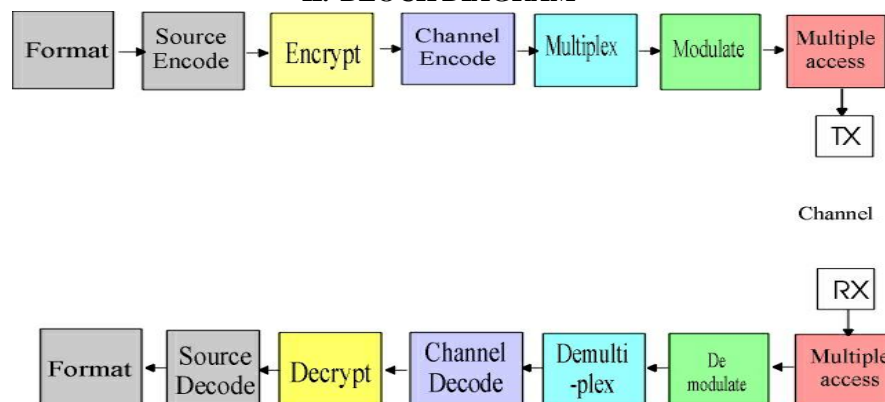 Format
Source
Encode
Encrypt
Channel
Encode
Multiplex
Modulate
Multiple
access
TX
Channel
RX
Format
Source
Decode
Decrypt
Channel
Decode
Demulti
-plex
De
modulate
Multiple
access